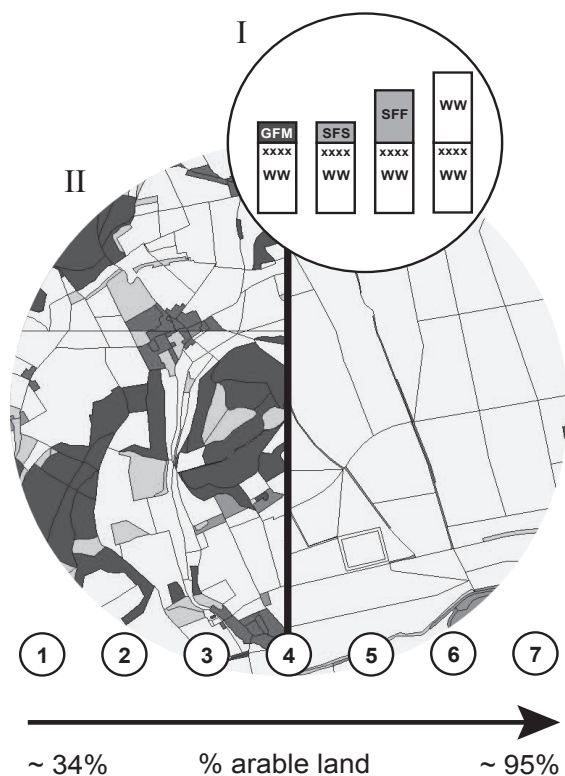 I
GFM SFS SFF WW
xxxx xxxx xxxx xxxx
WW WW WW WW
II
1 2 3 4 5 6 7
~ 34% % arable land ~ 95%